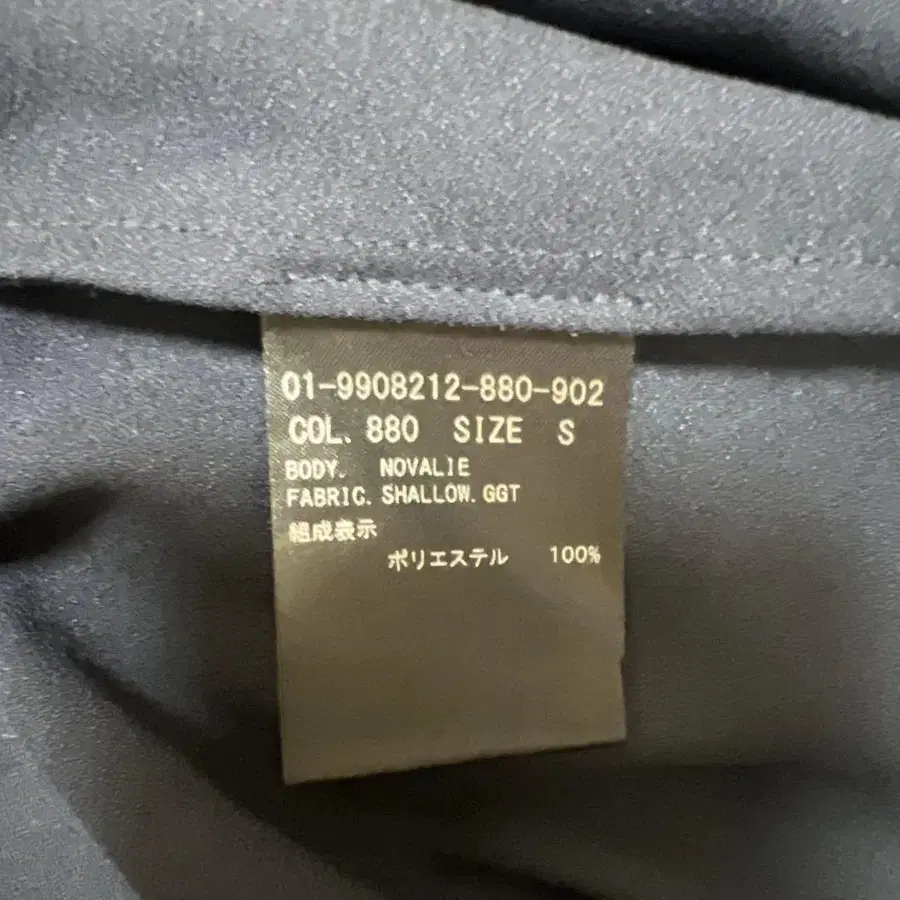 01-9908212-880-902
COL. 880 SIZE S
BODY. NOVALIE
FABRIC. SHALLOW. GGT
組成表示
ポリエステル 100%